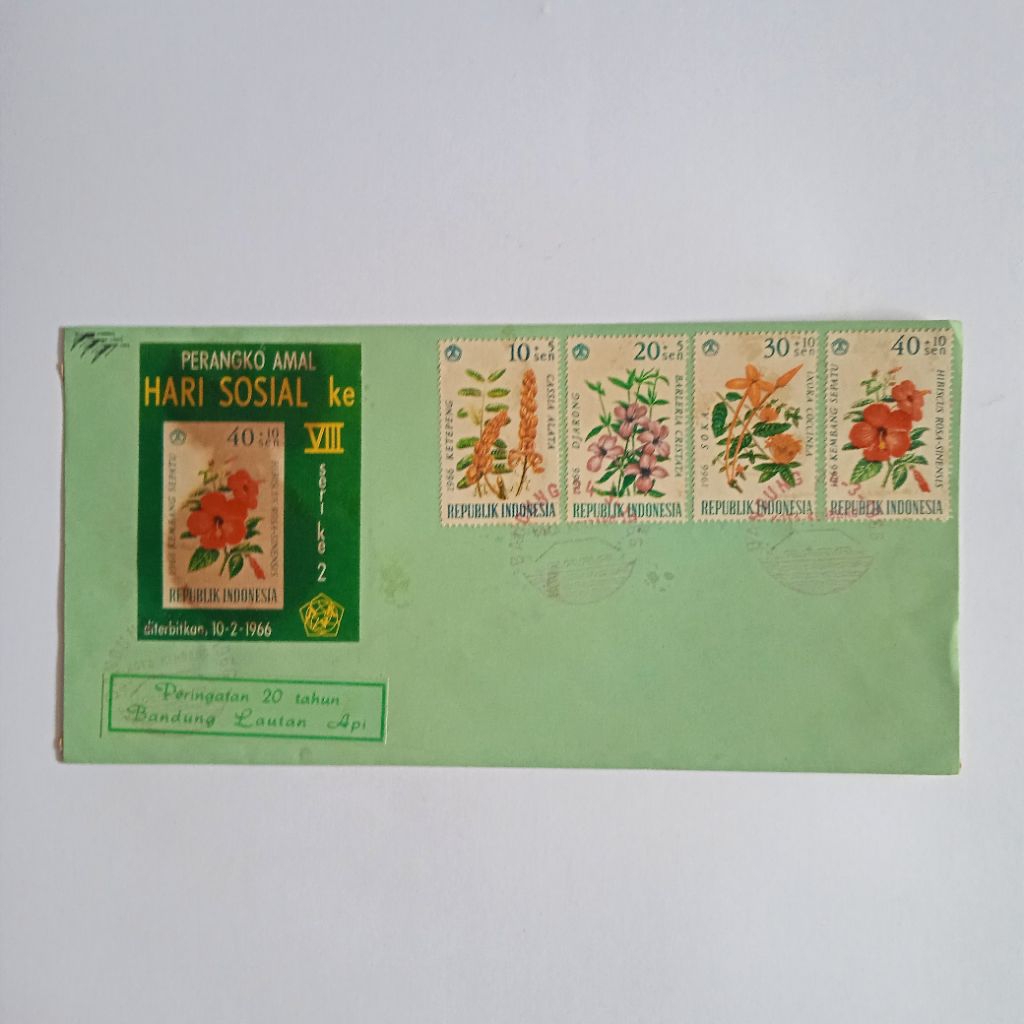 PERANGKO AMAL
HARI SOSIAL ke
VIII
seri ke 2
40+10 sen
1966 KEMBANG SEPATU
HIBISCUS ROSA-SINENSIS
REPUBLIK INDONESIA
diterbitkan, 10-2-1966
Peringatan 20 tahun
Bandung Lautan Api
10+5 sen
1966 KETEPENG
CASSIA ALATA
REPUBLIK INDONESIA
20+5 sen
1966 DJARONG
BARLERIA CRISTATA
REPUBLIK INDONESIA
30+10 sen
1966 SOKA
IXORA COCCINEA
REPUBLIK INDONESIA
40+10 sen
1966 KEMBANG SEPATU
HIBISCUS ROSA-SINENSIS
REPUBLIK INDONESIA
BANDUNG
BANDUNG